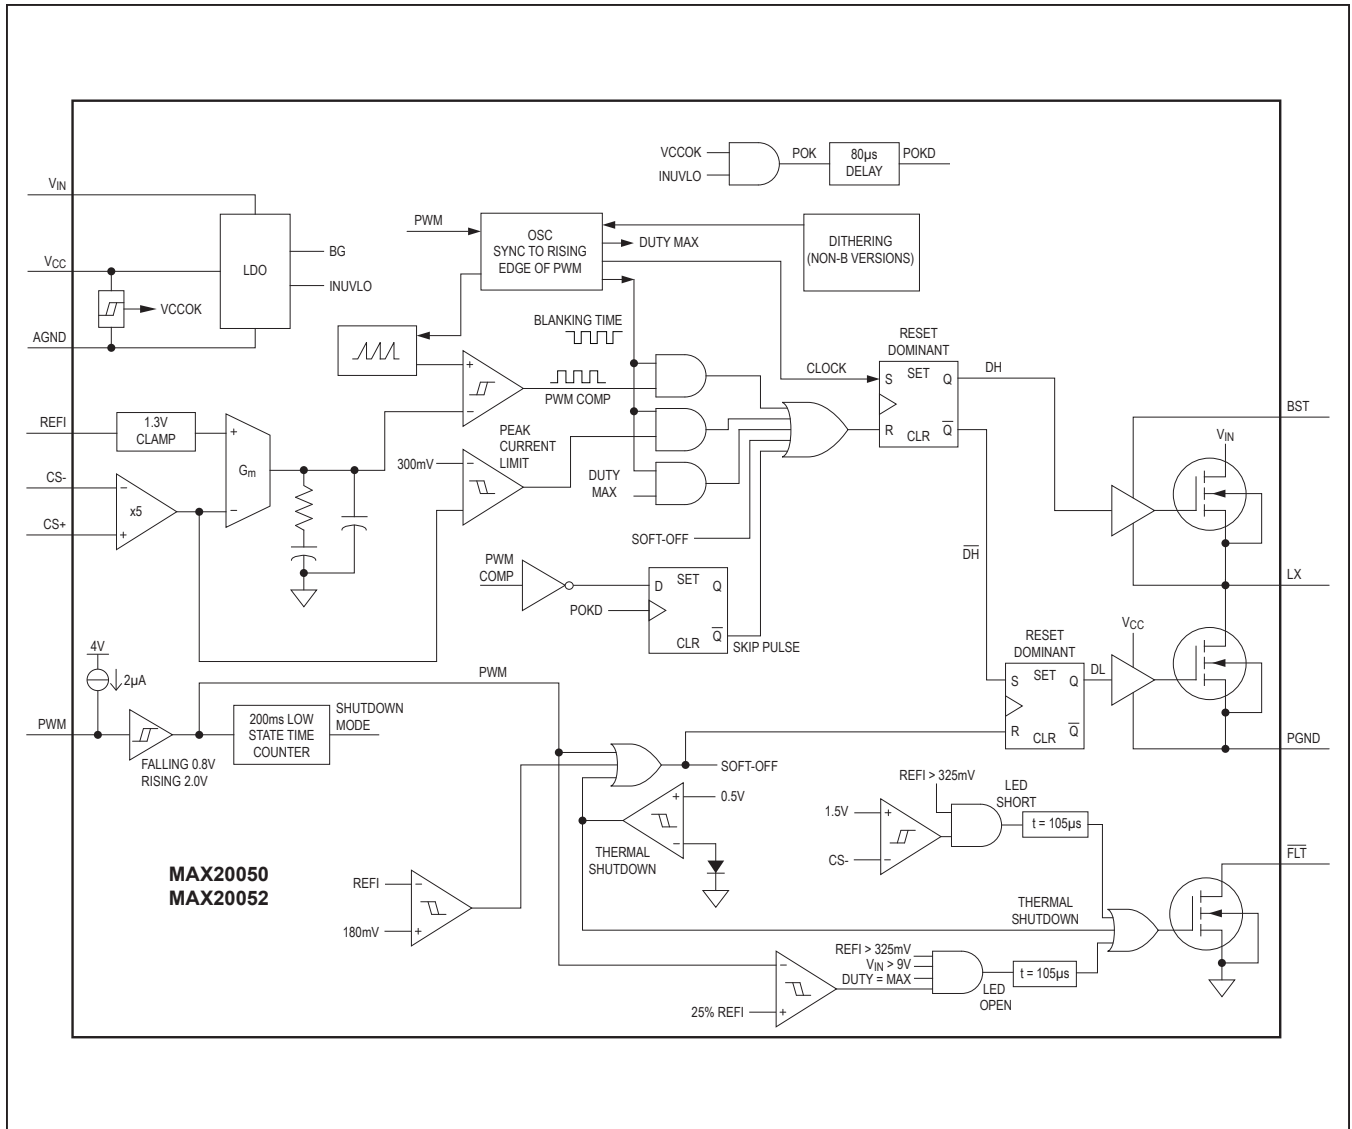 VCCOK
INUVLO
POK
80µs
DELAY
POKD
VIN
LDO
BG
INUVLO
VCC
VCCOK
AGND
PWM
OSC
SYNC TO RISING
EDGE OF PWM
DUTY MAX
DITHERING
(NON-B VERSIONS)
BLANKING TIME
RESET
DOMINANT
CLOCK
S
SET
Q
R
CLR
Q
DH
BST
VIN
+
−
PWM COMP
REFI
1.3V
CLAMP
+
Gm
−
CS-
−
x5
CS+
+
PEAK
CURRENT
LIMIT
300mV
−
+
DUTY
MAX
SOFT-OFF
DH
LX
PWM
COMP
D
SET
Q
POKD
CLR
Q
SKIP PULSE
VCC
RESET
DOMINANT
S
SET
Q
R
CLR
Q
DL
PGND
4V
2µA
PWM
PWM
FALLING 0.8V
RISING 2.0V
200ms LOW
STATE TIME
COUNTER
SHUTDOWN
MODE
SOFT-OFF
+
0.5V
−
THERMAL
SHUTDOWN
REFI > 325mV
LED
SHORT
1.5V
+
CS-
−
t = 105µs
FLT
MAX20050
MAX20052
REFI
−
180mV
+
THERMAL
SHUTDOWN
REFI > 325mV
VIN > 9V
DUTY = MAX
−
25% REFI
+
LED
OPEN
t = 105µs